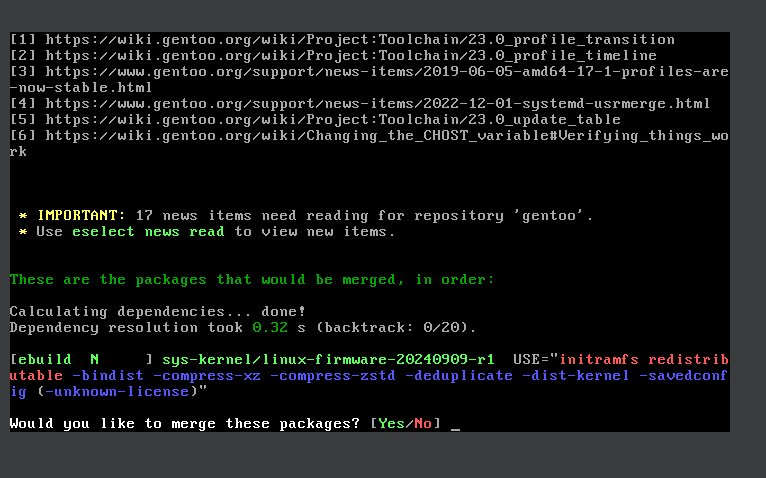 [1] https://wiki.gentoo.org/wiki/Project:Toolchain/23.0_profile_transition
[2] https://wiki.gentoo.org/wiki/Project:Toolchain/23.0_profile_timeline
[3] https://www.gentoo.org/support/news-items/2019-06-05-amd64-17-1-profiles-are
-now-stable.html
[4] https://www.gentoo.org/support/news-items/2022-12-01-systemd-usrmerge.html
[5] https://wiki.gentoo.org/wiki/Project:Toolchain/23.0_update_table
[6] https://wiki.gentoo.org/wiki/Changing_the_CHOST_variable#Verifying_things_wo
rk
* IMPORTANT: 17 news items need reading for repository 'gentoo'.
* Use eselect news read to view new items.
These are the packages that would be merged, in order:
Calculating dependencies... done!
Dependency resolution took 0.32 s (backtrack: 0/20).
[ebuild  N     ] sys-kernel/linux-firmware-20240909-r1  USE="initramfs redistrib
utable -bindist -compress-xz -compress-zstd -deduplicate -dist-kernel -savedconf
ig (-unknown-license)"
Would you like to merge these packages? [Yes/No] _